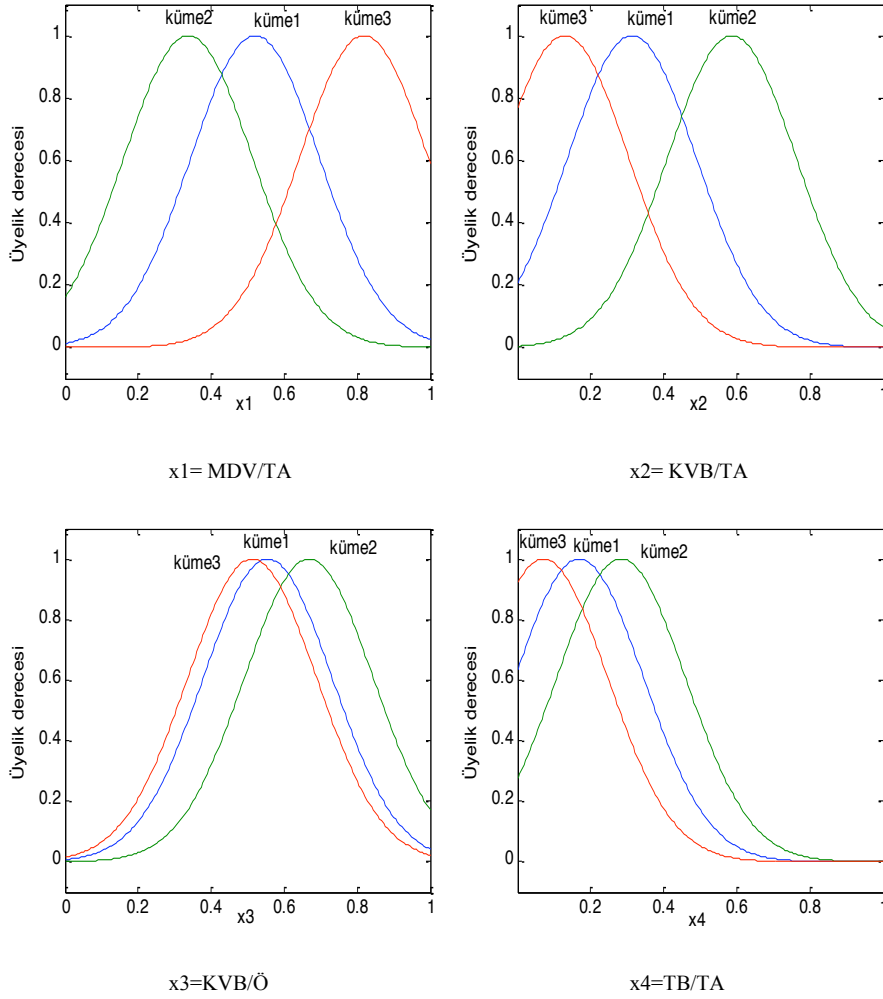 küme2 küme1 küme3
1
0.8
0.6
0.4
0.2
0
Üyelik derecesi
0 0.2 0.4 0.6 0.8 1
x1
küme3 küme1 küme2
1
0.8
0.6
0.4
0.2
0
Üyelik derecesi
0.2 0.4 0.6 0.8 1
x2
x1= MDV/TA
x2= KVB/TA
küme3 küme1 küme2
1
0.8
0.6
0.4
0.2
0
Üyelik derecesi
0 0.2 0.4 0.6 0.8 1
x3
küme3 küme1 küme2
1
0.8
0.6
0.4
0.2
0
Üyelik derecesi
0.2 0.4 0.6 0.8 1
x4
x3=KVB/Ö
x4=TB/TA